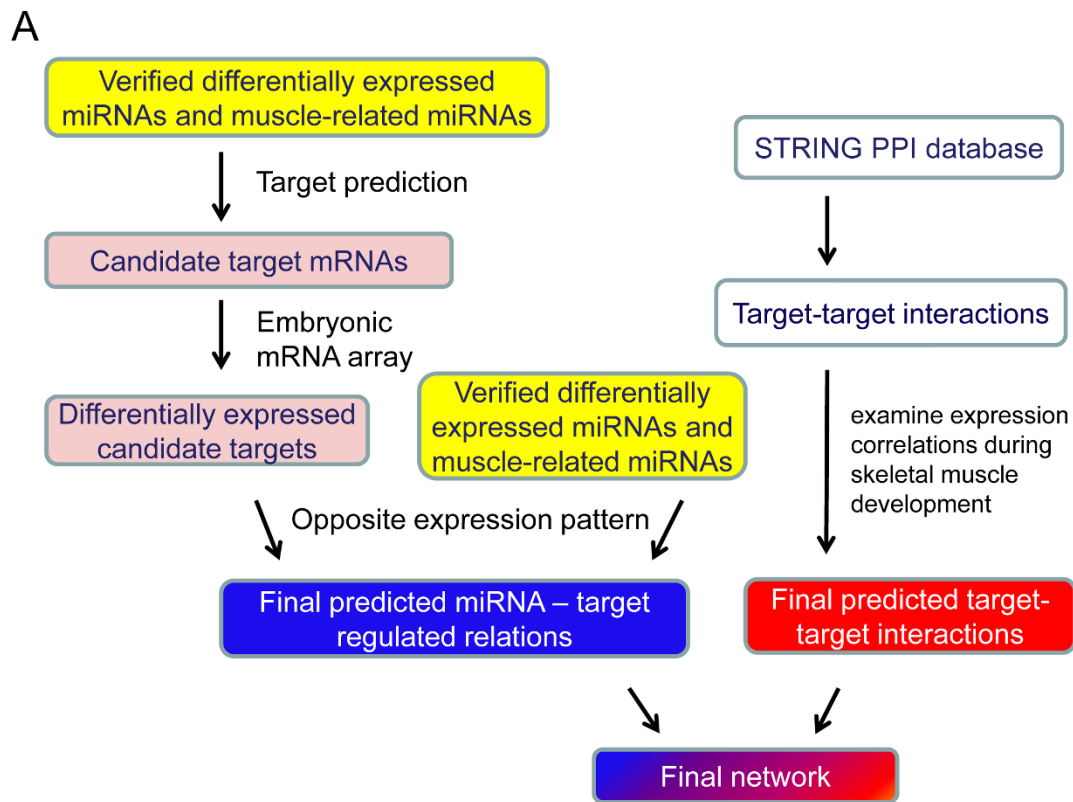 A
Verified differentially expressed
miRNAs and muscle-related miRNAs
Target prediction
Candidate target mRNAs
Embryonic
mRNA array
Differentially expressed
candidate targets
Verified differentially
expressed miRNAs and
muscle-related miRNAs
Opposite expression pattern
Final predicted miRNA – target
regulated relations
STRING PPI database
Target-target interactions
examine expression
correlations during
skeletal muscle
development
Final predicted target-
target interactions
Final network